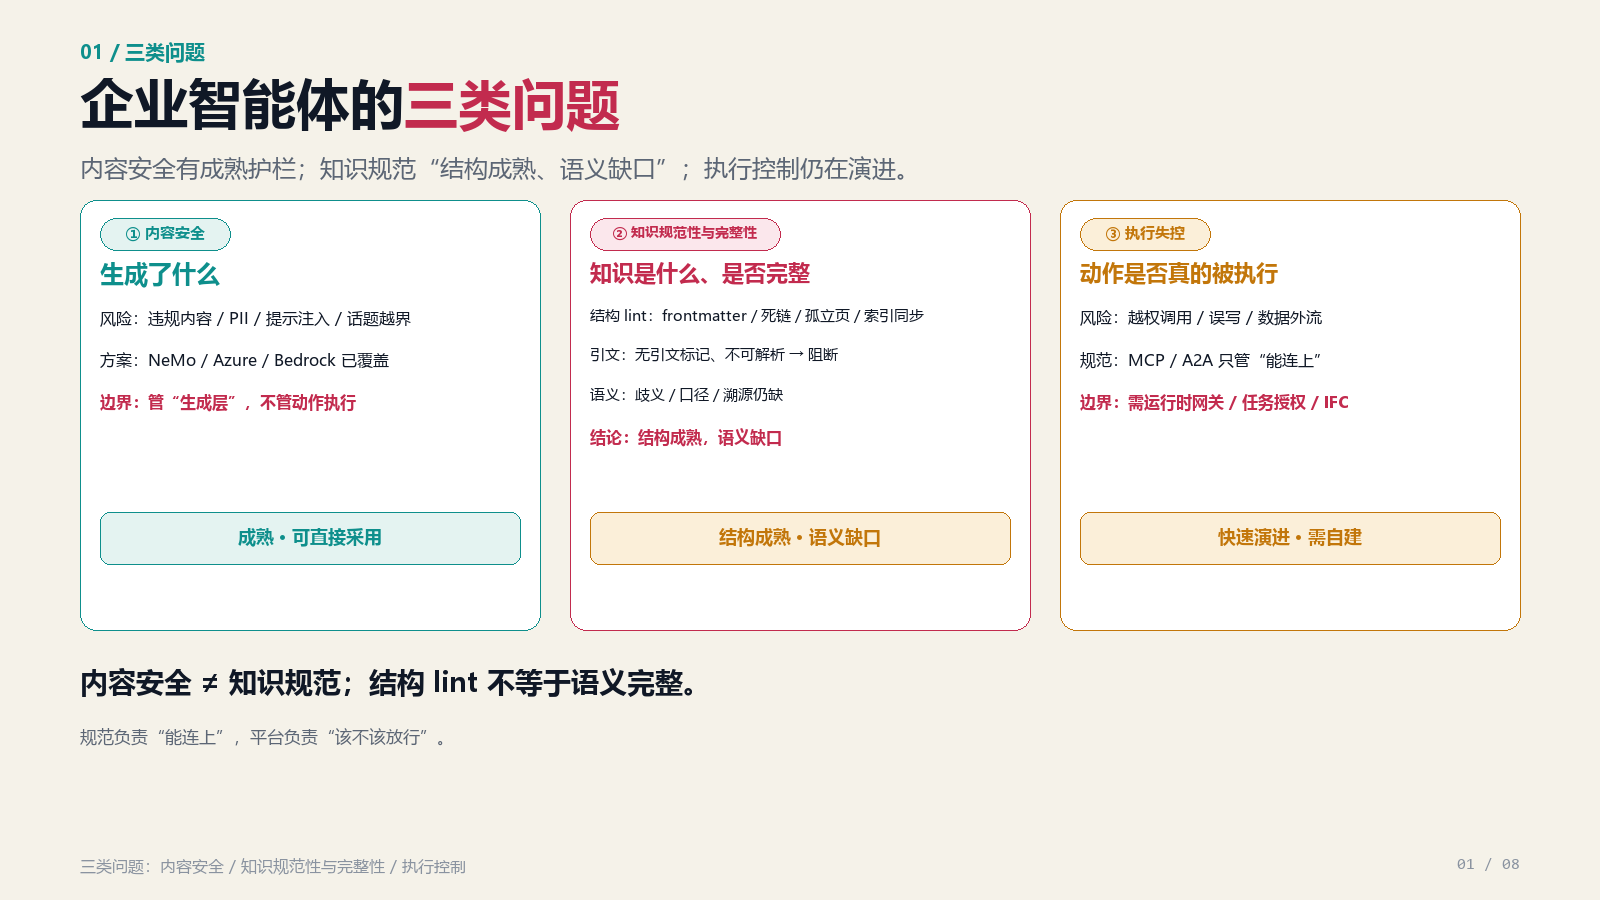 01 / 三类问题
企业智能体的三类问题
内容安全有成熟护栏；知识规范“结构成熟、语义缺口”；执行控制仍在演进。
① 内容安全
生成了什么
风险：违规内容 / PII / 提示注入 / 话题越界
方案：NeMo / Azure / Bedrock 已覆盖
边界：管“生成层”，不管动作执行
成熟 • 可直接采用
② 知识规范性与完整性
知识是什么、是否完整
结构 lint：frontmatter / 死链 / 孤立页 / 索引同步
引文：无引文标记、不可解析 → 阻断
语义：歧义 / 口径 / 溯源仍缺
结论：结构成熟，语义缺口
结构成熟 • 语义缺口
③ 执行失控
动作是否真的被执行
风险：越权调用 / 误写 / 数据外流
规范：MCP / A2A 只管“能连上”
边界：需运行时网关 / 任务授权 / IFC
快速演进 • 需自建
内容安全 ≠ 知识规范；结构 lint 不等于语义完整。
规范负责“能连上”，平台负责“该不该放行”。
三类问题：内容安全 / 知识规范性与完整性 / 执行控制
01 / 08